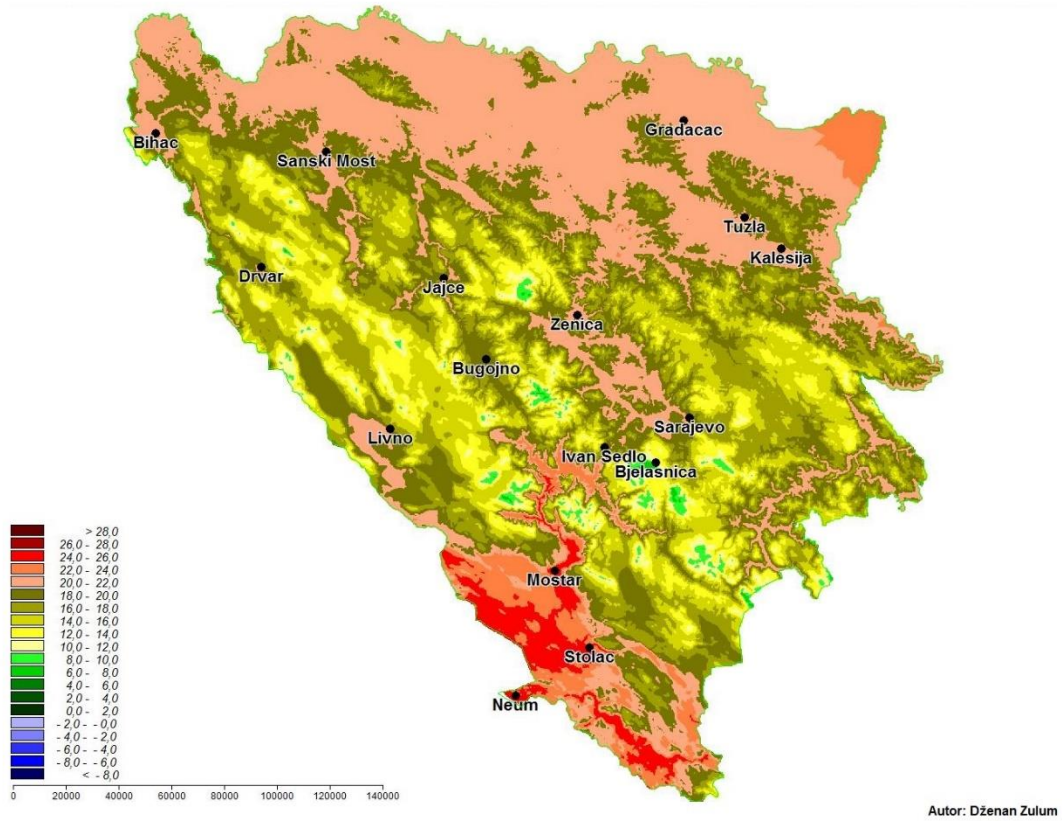 Bihac
Gradacac
Sanski Most
Tuzla
Kalesija
Drvar
Jajce
Zenica
Bugojno
Livno
Sarajevo
Ivan Sedlo
Bjelasnica
Mostar
Stolac
Neum
> 28,0
26,0 - 28,0
24,0 - 26,0
22,0 - 24,0
20,0 - 22,0
18,0 - 20,0
16,0 - 18,0
14,0 - 16,0
12,0 - 14,0
10,0 - 12,0
8,0 - 10,0
6,0 - 8,0
4,0 - 6,0
2,0 - 4,0
0,0 - 2,0
- 2,0 - - 0,0
- 4,0 - - 2,0
- 6,0 - - 4,0
- 8,0 - - 6,0
< - 8,0
0 20000 40000 60000 80000 100000 120000 140000
Autor: Dženan Zulum